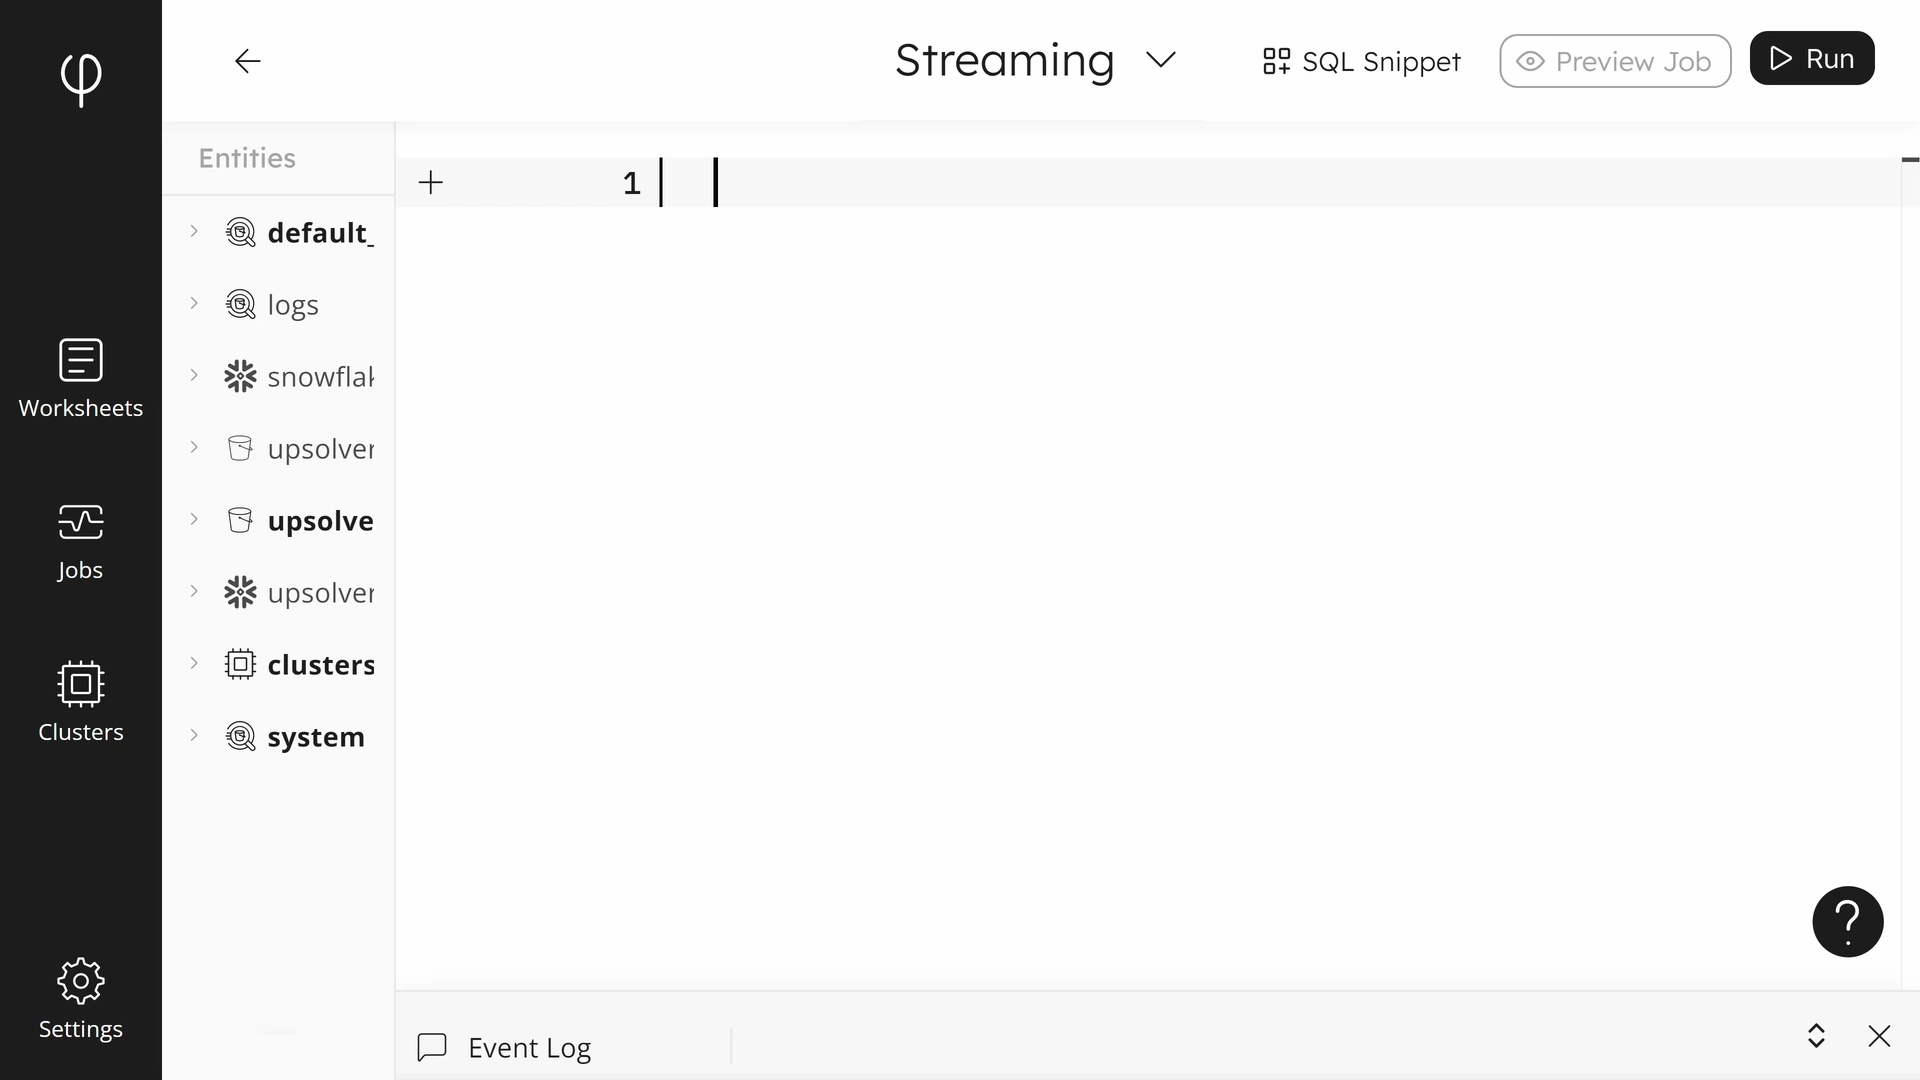 Streaming
SQL Snippet
Preview Job
Run
Worksheets
Jobs
Clusters
Settings
Entities
default_
logs
snowflak
upsolver
upsolve
upsolver
clusters
system
1
?
Event Log